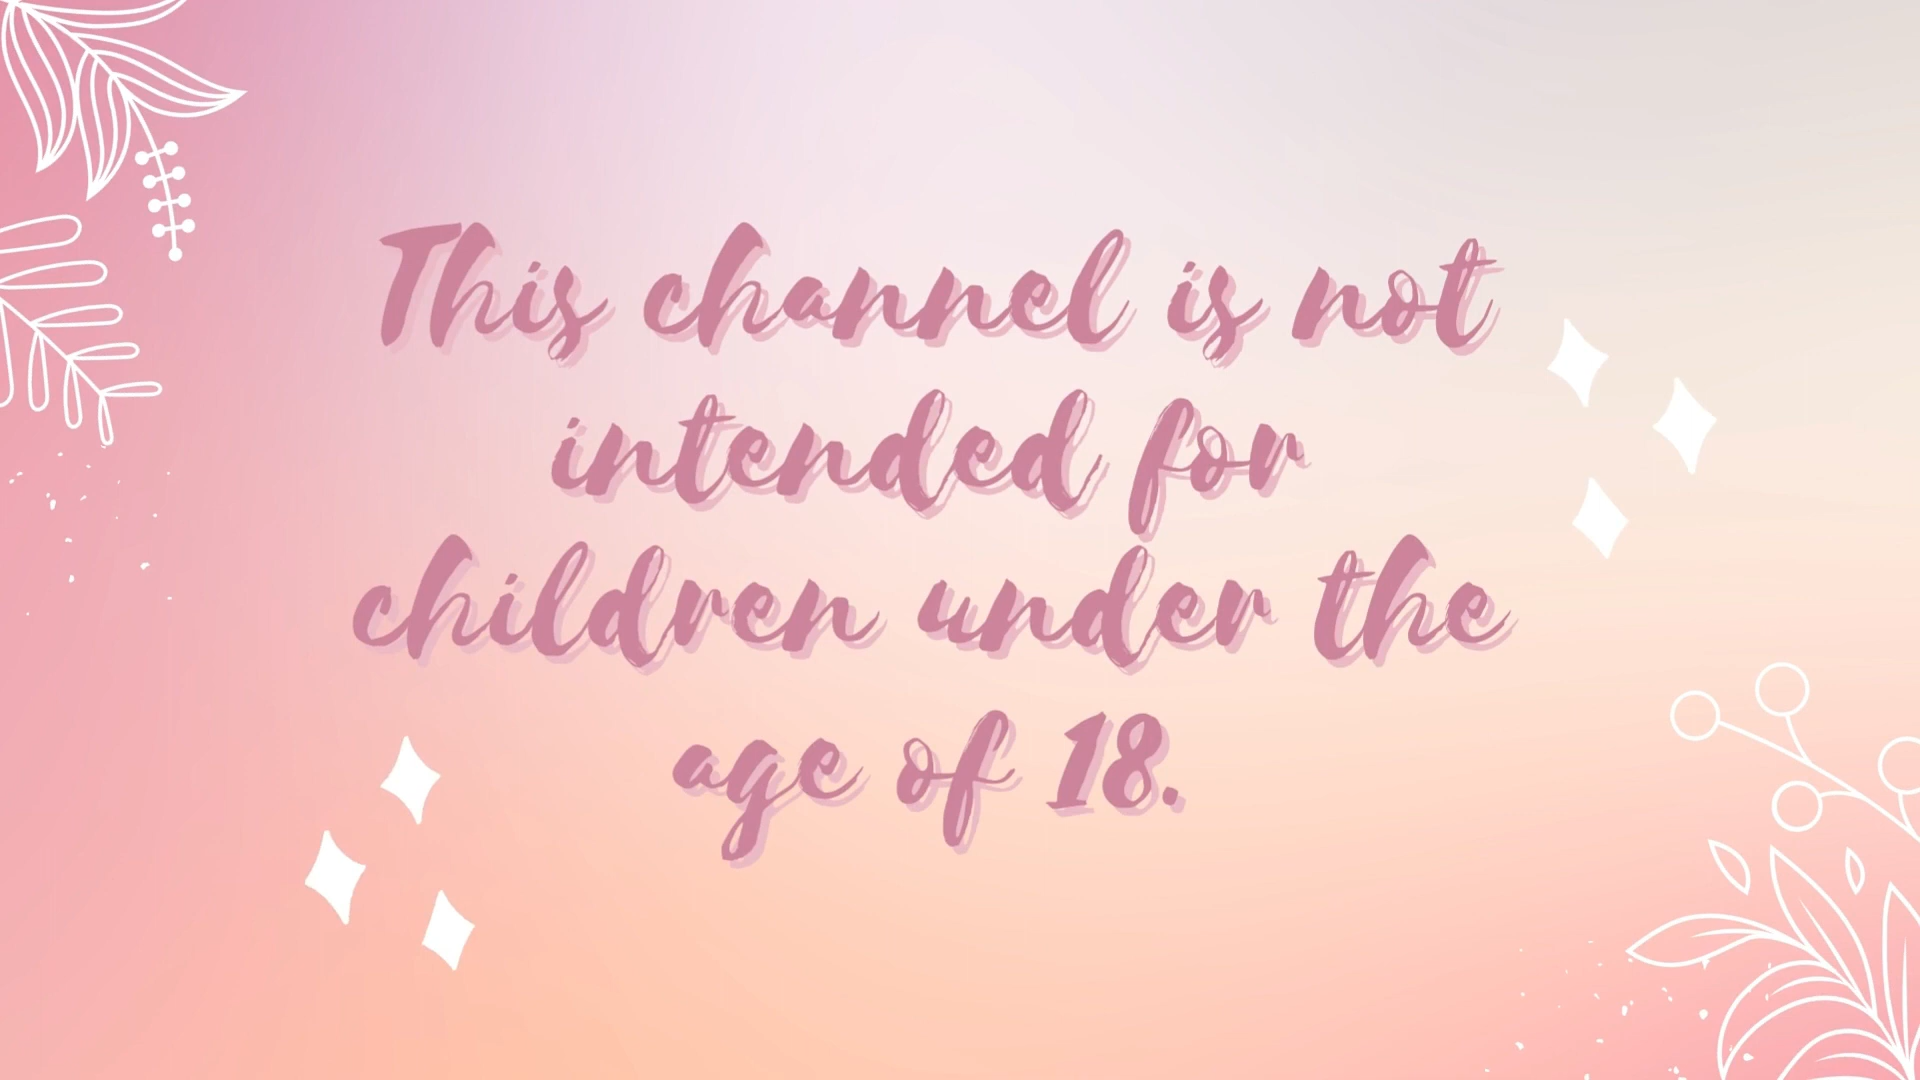 This channel is not
intended for
children under the
age of 18.